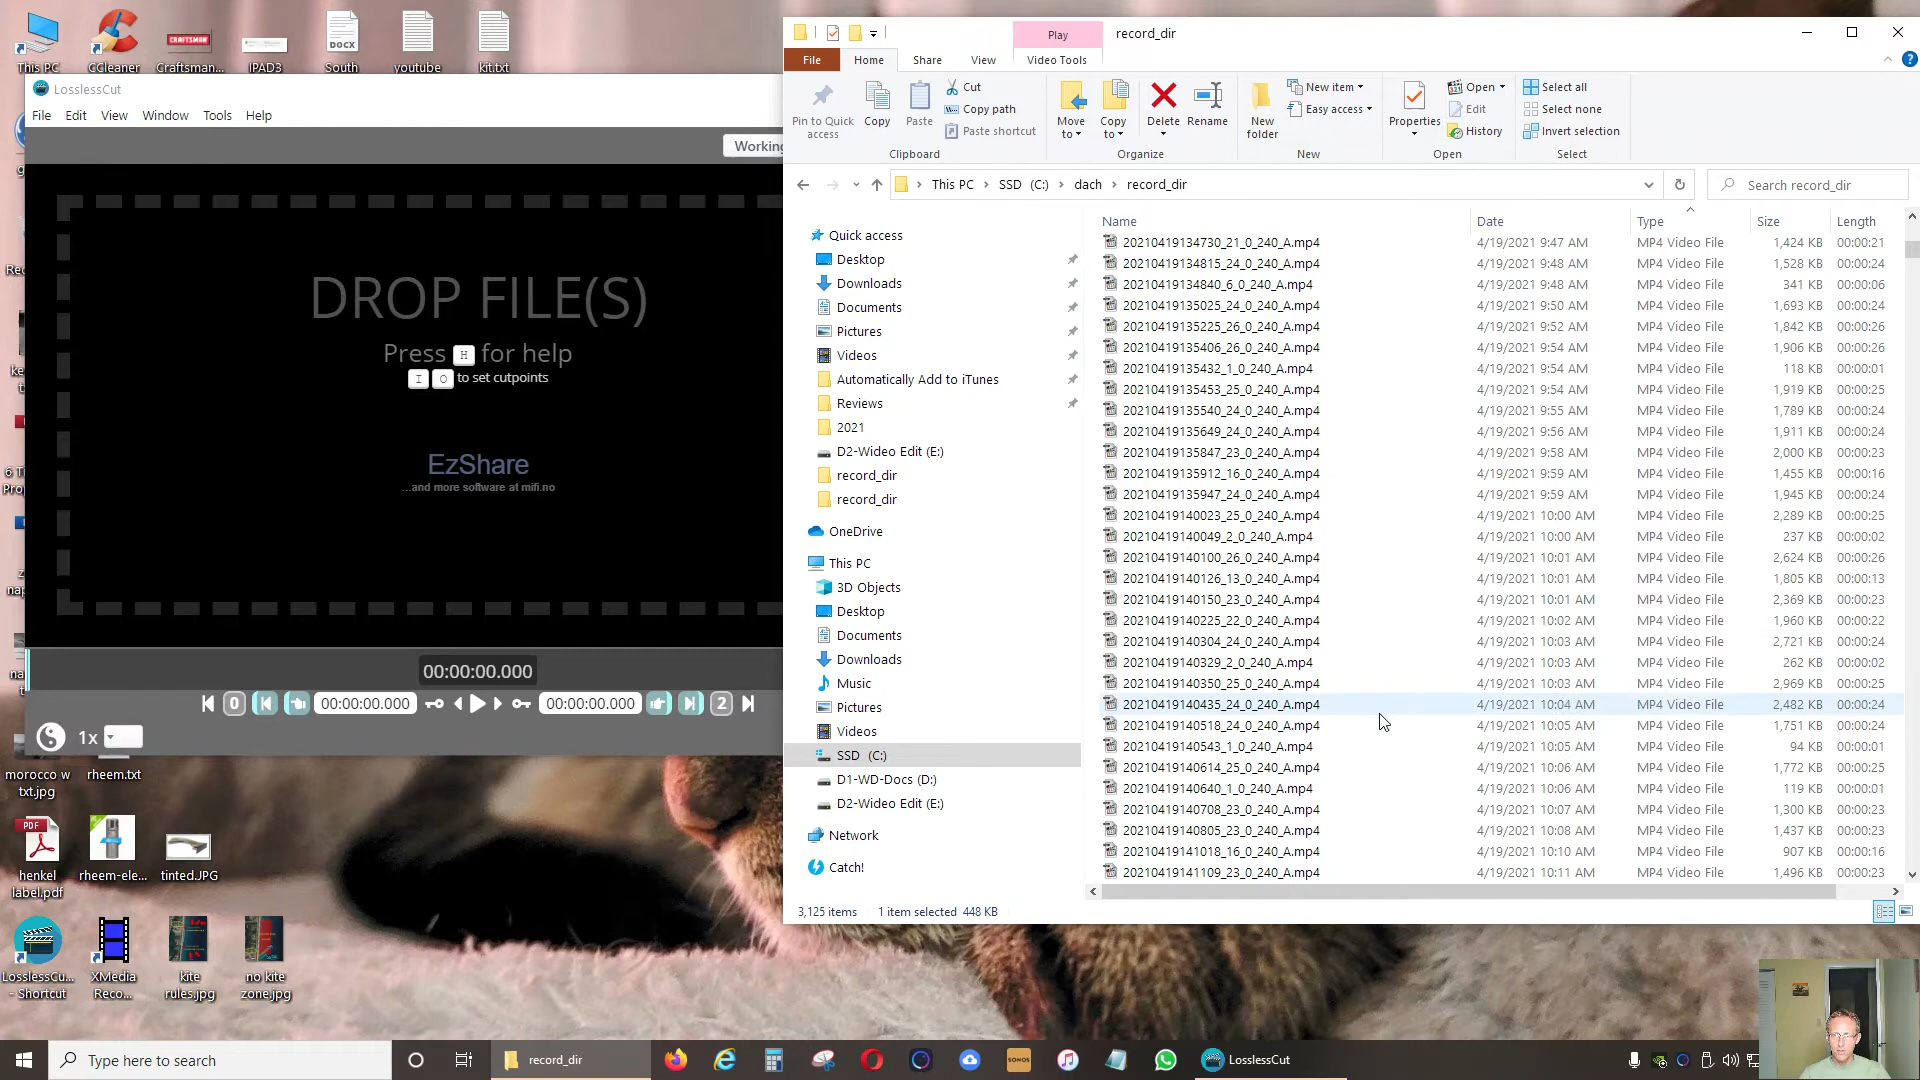 This PC
CCleaner
Craftsman...
IPAD3
South
youtube
kit.txt
CRAFTSMAN
DOCX
LosslessCut
File Edit View Window Tools Help
Working
DROP FILE(S)
Press H for help
I O to set cutpoints
EzShare
...and more software at mifi.no
00:00:00.000
0 00:00:00.000 00:00:00.000 2
1x
morocco w
txt.jpg
rheem.txt
PDF
henkel
label.pdf
rheem-ele...
tinted.JPG
LosslessCu...
- Shortcut
XMedia
Reco...
kite
rules.jpg
no kite
zone.jpg
Play
record_dir
File Home Share View Video Tools
Pin to Quick
access
Copy
Paste
Cut
Copy path
Paste shortcut
Clipboard
Move
to
Copy
to
Delete
Rename
Organize
New
folder
New item
Easy access
New
Properties
Open
Edit
History
Open
Select all
Select none
Invert selection
Select
This PC > SSD (C:) > dach > record_dir
Search record_dir
Quick access
Desktop
Downloads
Documents
Pictures
Videos
Automatically Add to iTunes
Reviews
2021
D2-Wideo Edit (E:)
record_dir
record_dir
OneDrive
This PC
3D Objects
Desktop
Documents
Downloads
Music
Pictures
Videos
SSD (C:)
D1-WD-Docs (D:)
D2-Wideo Edit (E:)
Network
Catch!
Name Date Type Size Length
20210419134730_21_0_240_A.mp4 4/19/2021 9:47 AM MP4 Video File 1,424 KB 00:00:21
20210419134815_24_0_240_A.mp4 4/19/2021 9:48 AM MP4 Video File 1,528 KB 00:00:24
20210419134840_6_0_240_A.mp4 4/19/2021 9:48 AM MP4 Video File 341 KB 00:00:06
20210419135025_24_0_240_A.mp4 4/19/2021 9:50 AM MP4 Video File 1,693 KB 00:00:24
20210419135225_26_0_240_A.mp4 4/19/2021 9:52 AM MP4 Video File 1,842 KB 00:00:26
20210419135406_26_0_240_A.mp4 4/19/2021 9:54 AM MP4 Video File 1,906 KB 00:00:26
20210419135432_1_0_240_A.mp4 4/19/2021 9:54 AM MP4 Video File 118 KB 00:00:01
20210419135453_25_0_240_A.mp4 4/19/2021 9:54 AM MP4 Video File 1,919 KB 00:00:25
20210419135540_24_0_240_A.mp4 4/19/2021 9:55 AM MP4 Video File 1,789 KB 00:00:24
20210419135649_24_0_240_A.mp4 4/19/2021 9:56 AM MP4 Video File 1,911 KB 00:00:24
20210419135847_23_0_240_A.mp4 4/19/2021 9:58 AM MP4 Video File 2,000 KB 00:00:23
20210419135912_16_0_240_A.mp4 4/19/2021 9:59 AM MP4 Video File 1,455 KB 00:00:16
20210419135947_24_0_240_A.mp4 4/19/2021 9:59 AM MP4 Video File 1,945 KB 00:00:24
20210419140023_25_0_240_A.mp4 4/19/2021 10:00 AM MP4 Video File 2,289 KB 00:00:25
20210419140049_2_0_240_A.mp4 4/19/2021 10:00 AM MP4 Video File 237 KB 00:00:02
20210419140100_26_0_240_A.mp4 4/19/2021 10:01 AM MP4 Video File 2,624 KB 00:00:26
20210419140126_13_0_240_A.mp4 4/19/2021 10:01 AM MP4 Video File 1,805 KB 00:00:13
20210419140150_23_0_240_A.mp4 4/19/2021 10:01 AM MP4 Video File 2,369 KB 00:00:23
20210419140225_22_0_240_A.mp4 4/19/2021 10:02 AM MP4 Video File 1,960 KB 00:00:22
20210419140304_24_0_240_A.mp4 4/19/2021 10:03 AM MP4 Video File 2,721 KB 00:00:24
20210419140329_2_0_240_A.mp4 4/19/2021 10:03 AM MP4 Video File 262 KB 00:00:02
20210419140350_25_0_240_A.mp4 4/19/2021 10:03 AM MP4 Video File 2,969 KB 00:00:25
20210419140435_24_0_240_A.mp4 4/19/2021 10:04 AM MP4 Video File 2,482 KB 00:00:24
20210419140518_24_0_240_A.mp4 4/19/2021 10:05 AM MP4 Video File 1,751 KB 00:00:24
20210419140543_1_0_240_A.mp4 4/19/2021 10:05 AM MP4 Video File 94 KB 00:00:01
20210419140614_25_0_240_A.mp4 4/19/2021 10:06 AM MP4 Video File 1,772 KB 00:00:25
20210419140640_1_0_240_A.mp4 4/19/2021 10:06 AM MP4 Video File 119 KB 00:00:01
20210419140708_23_0_240_A.mp4 4/19/2021 10:07 AM MP4 Video File 1,300 KB 00:00:23
20210419140805_23_0_240_A.mp4 4/19/2021 10:08 AM MP4 Video File 1,437 KB 00:00:23
20210419141018_16_0_240_A.mp4 4/19/2021 10:10 AM MP4 Video File 907 KB 00:00:16
20210419141109_23_0_240_A.mp4 4/19/2021 10:11 AM MP4 Video File 1,496 KB 00:00:23
3,125 items 1 item selected 448 KB
Type here to search
record_dir
SONOS
LosslessCut